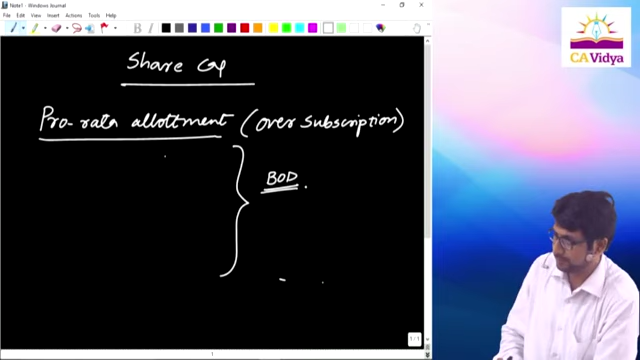 Note1 - Windows Journal
File Edit View Insert Actions Tools Help
Share Cap
Pro-rata allottment (over subscription)
BOD
1/1
1
CA Vidya